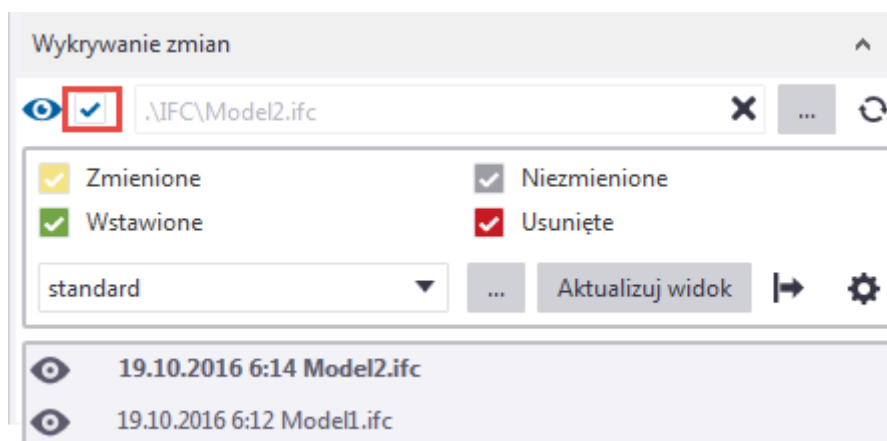 Wykrywanie zmian
.\IFC\Model2.ifc ...
Zmienione Niezmienione
Wstawione Usunięte
standard ... Aktualizuj widok
19.10.2016 6:14 Model2.ifc
19.10.2016 6:12 Model1.ifc